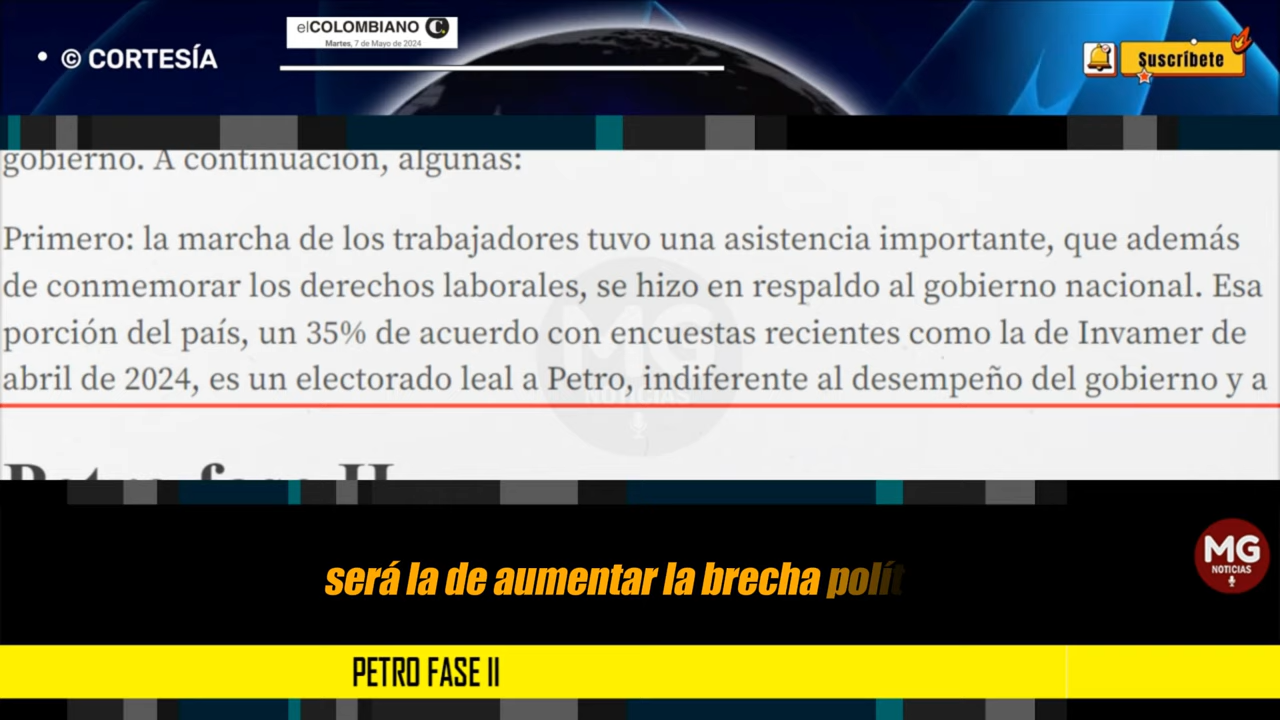 • © CORTESÍA
elCOLOMBIANO C
Martes, 7 de Mayo de 2024
Suscríbete
gobierno. A continuación, algunas:
Primero: la marcha de los trabajadores tuvo una asistencia importante, que además
de conmemorar los derechos laborales, se hizo en respaldo al gobierno nacional. Esa
porción del país, un 35% de acuerdo con encuestas recientes como la de Invamer de
abril de 2024, es un electorado leal a Petro, indiferente al desempeño del gobierno y a
Petro fase II
MG
NOTICIAS
será la de aumentar la brecha polít
MG
NOTICIAS
PETRO FASE II